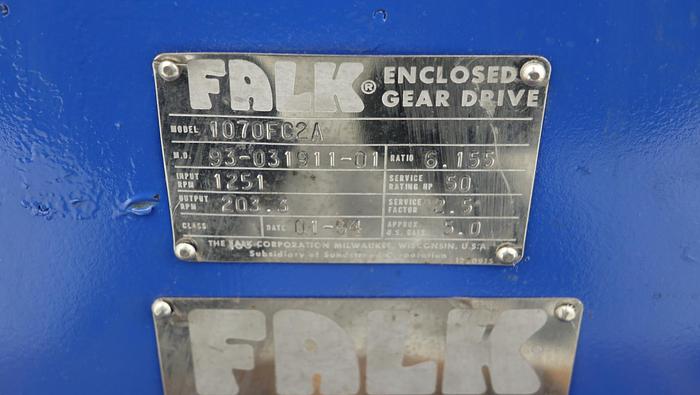 FALK® ENCLOSED GEAR DRIVE
MODEL 1070FC2A
M.O. 93-031911-01 RATIO 6.155
INPUT RPM 1251 SERVICE RATING HP 50
OUTPUT RPM 203.3 SERVICE FACTOR 2.5
CLASS DATE 01-94 APPROX U.S. GALS 5.0
THE FALK CORPORATION MILWAUKEE, WISCONSIN, U.S.A.
Subsidiary of Sundstrand Corporation
FALK